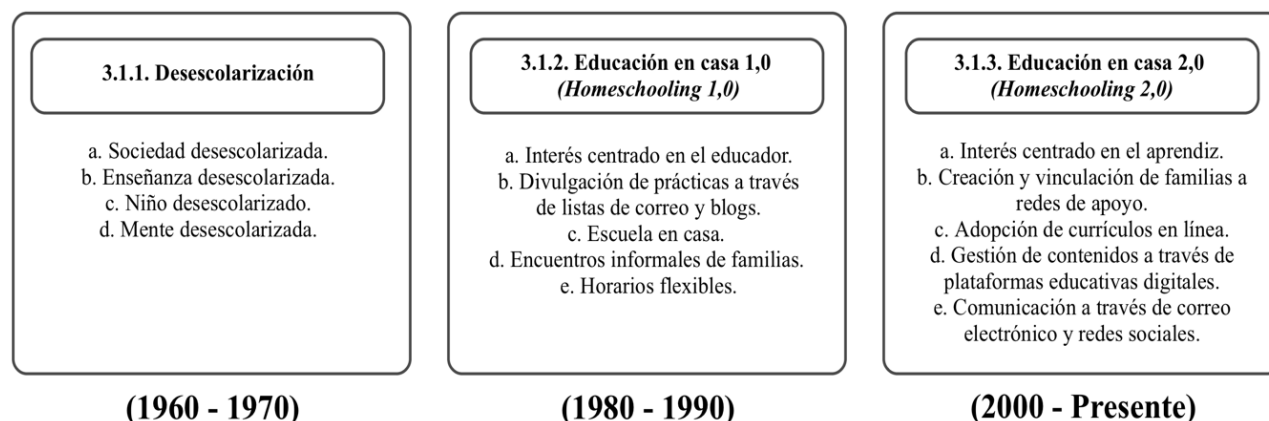 3.1.1. Desescolarización
a. Sociedad desescolarizada.
b. Enseñanza desescolarizada.
c. Niño desescolarizado.
d. Mente desescolarizada.
(1960 - 1970)
3.1.2. Educación en casa 1,0
(Homeschooling 1,0)
a. Interés centrado en el educador.
b. Divulgación de prácticas a través
de listas de correo y blogs.
c. Escuela en casa.
d. Encuentros informales de familias.
e. Horarios flexibles.
(1980 - 1990)
3.1.3. Educación en casa 2,0
(Homeschooling 2,0)
a. Interés centrado en el aprendiz.
b. Creación y vinculación de familias a
redes de apoyo.
c. Adopción de currículos en línea.
d. Gestión de contenidos a través de
plataformas educativas digitales.
e. Comunicación a través de correo
electrónico y redes sociales.
(2000 - Presente)